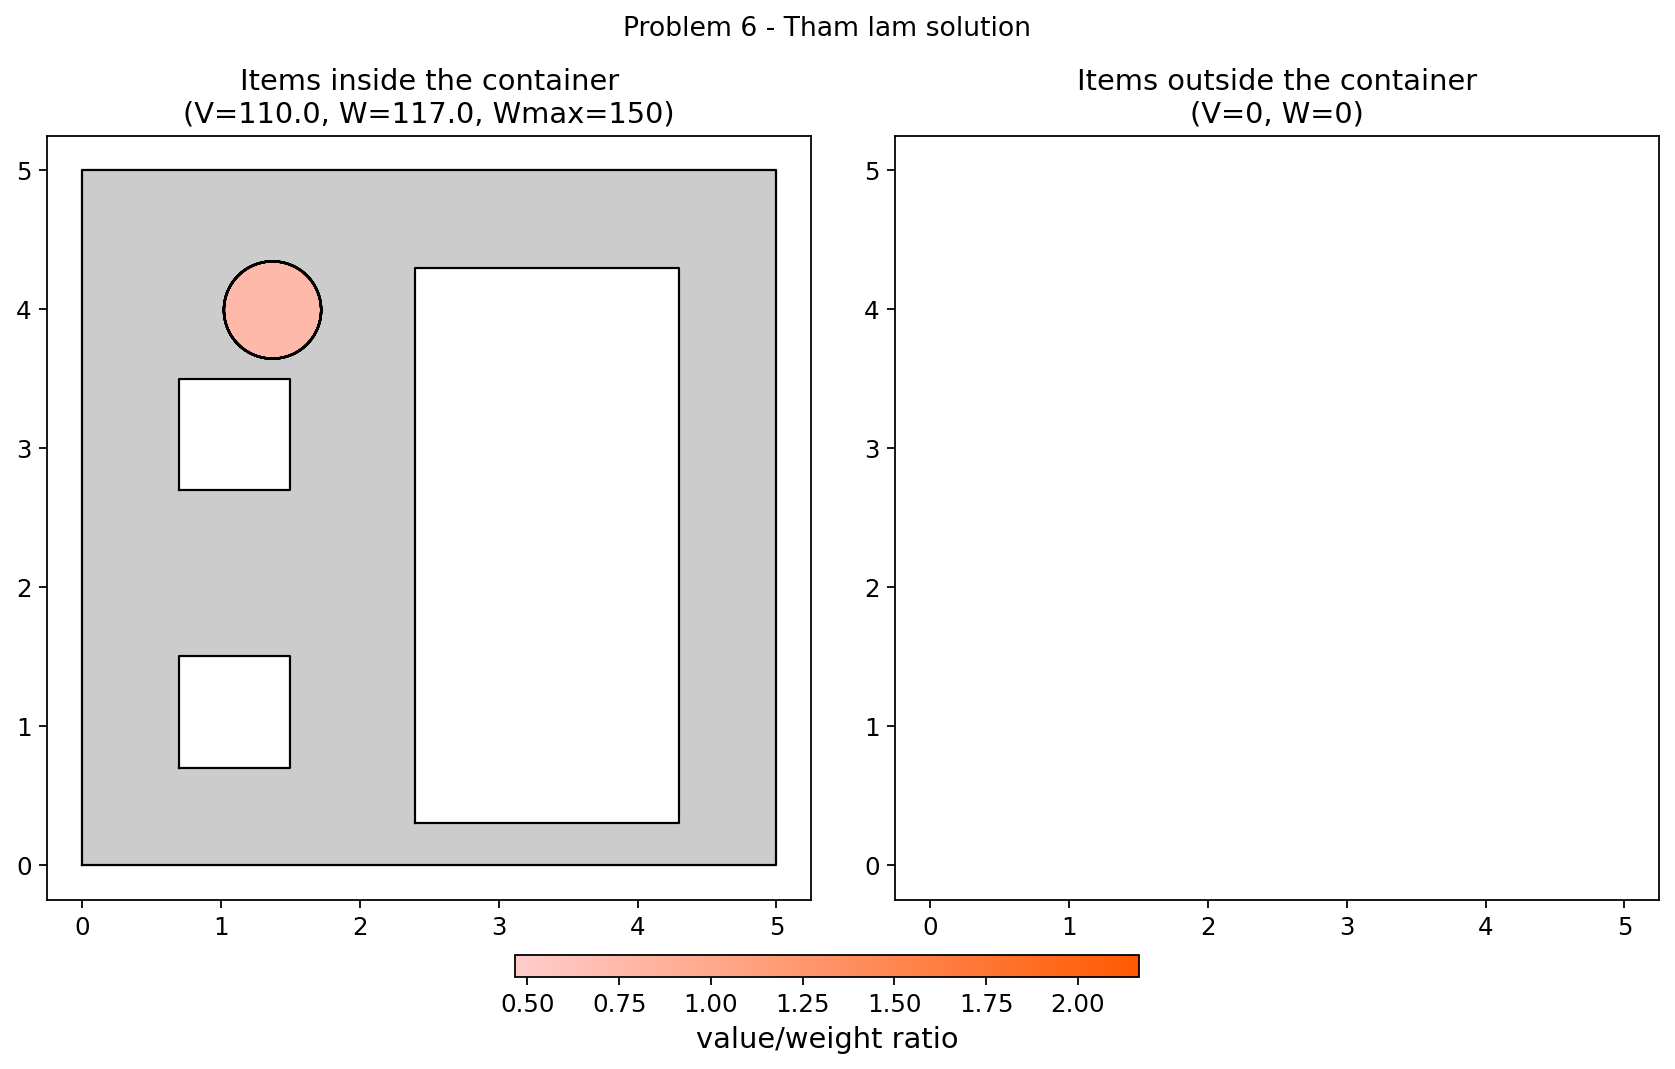 Problem 6 - Tham lam solution
Items inside the container
(V=110.0, W=117.0, Wmax=150)
5
4
3
2
1
0
0 1 2 3 4 5
Items outside the container
(V=0, W=0)
5
4
3
2
1
0
0 1 2 3 4 5
0.50 0.75 1.00 1.25 1.50 1.75 2.00
value/weight ratio